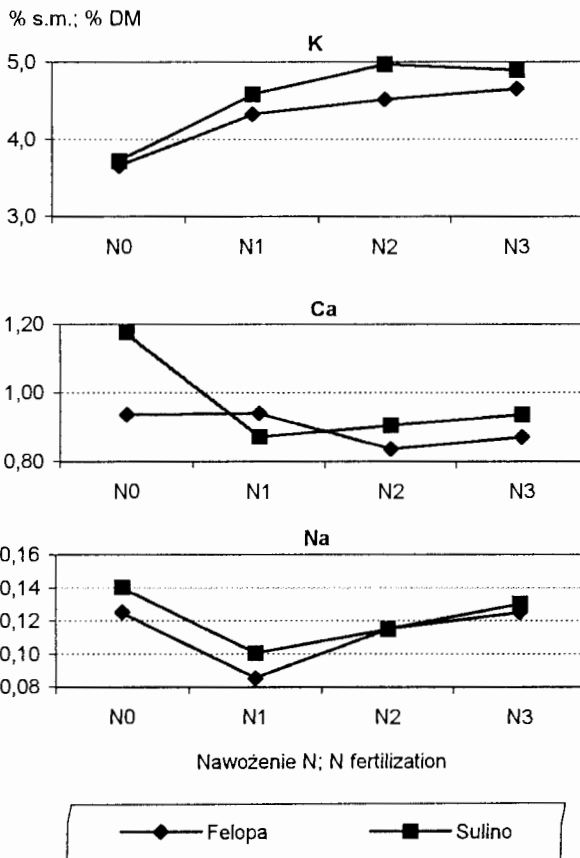 % s.m.; % DM
K
5,0
4,0
3,0
N0 N1 N2 N3
Ca
1,20
1,00
0,80
N0 N1 N2 N3
Na
0,16
0,14
0,12
0,10
0,08
N0 N1 N2 N3
Nawożenie N; N fertilization
Felopa Sulino